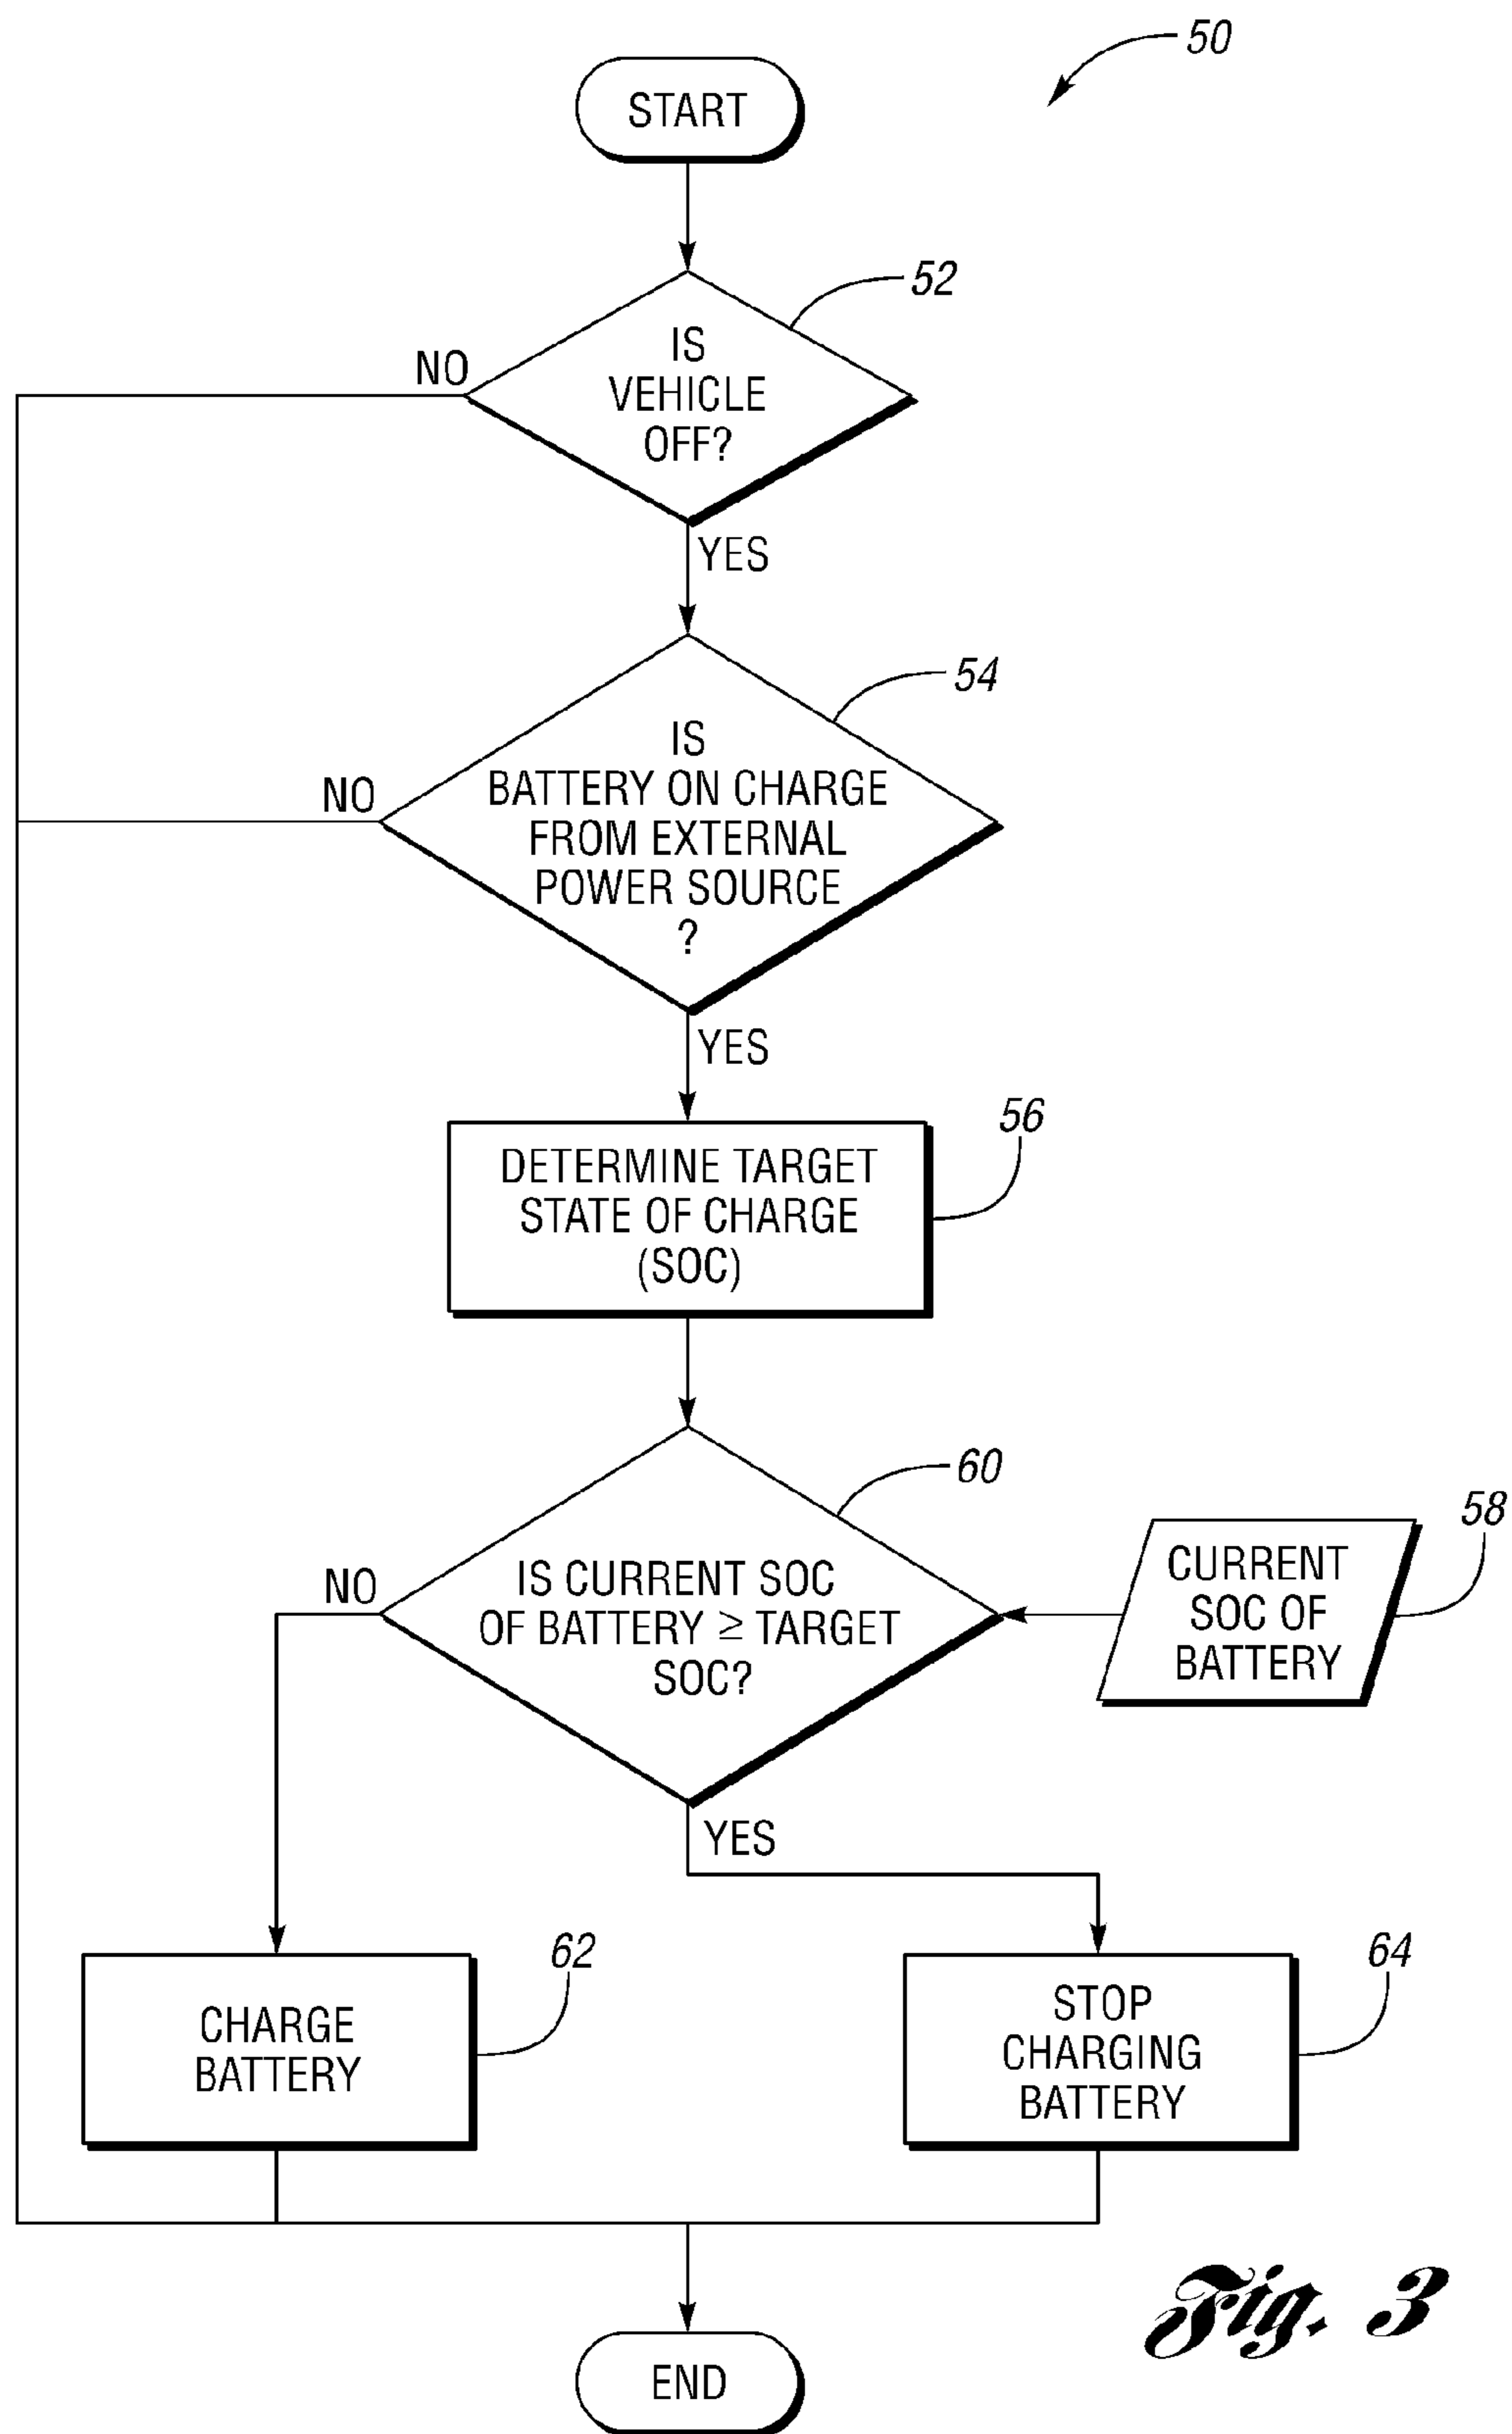 50
START
52
IS
VEHICLE
OFF?
NO
YES
54
IS
BATTERY ON CHARGE
FROM EXTERNAL
POWER SOURCE
?
NO
YES
56
DETERMINE TARGET
STATE OF CHARGE
(SOC)
60
IS CURRENT SOC
OF BATTERY ≥ TARGET
SOC?
NO
YES
58
CURRENT
SOC OF
BATTERY
62
CHARGE
BATTERY
64
STOP
CHARGING
BATTERY
END
Fig. 3